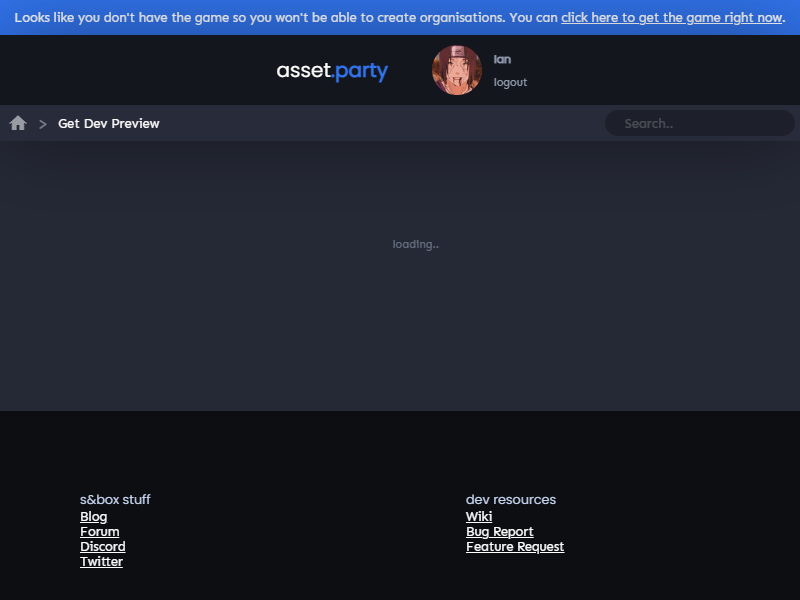 Looks like you don't have the game so you won't be able to create organisations. You can click here to get the game right now.
asset.party
Ian
logout
> Get Dev Preview
Search..
loading..
s&box stuff
Blog
Forum
Discord
Twitter
dev resources
Wiki
Bug Report
Feature Request